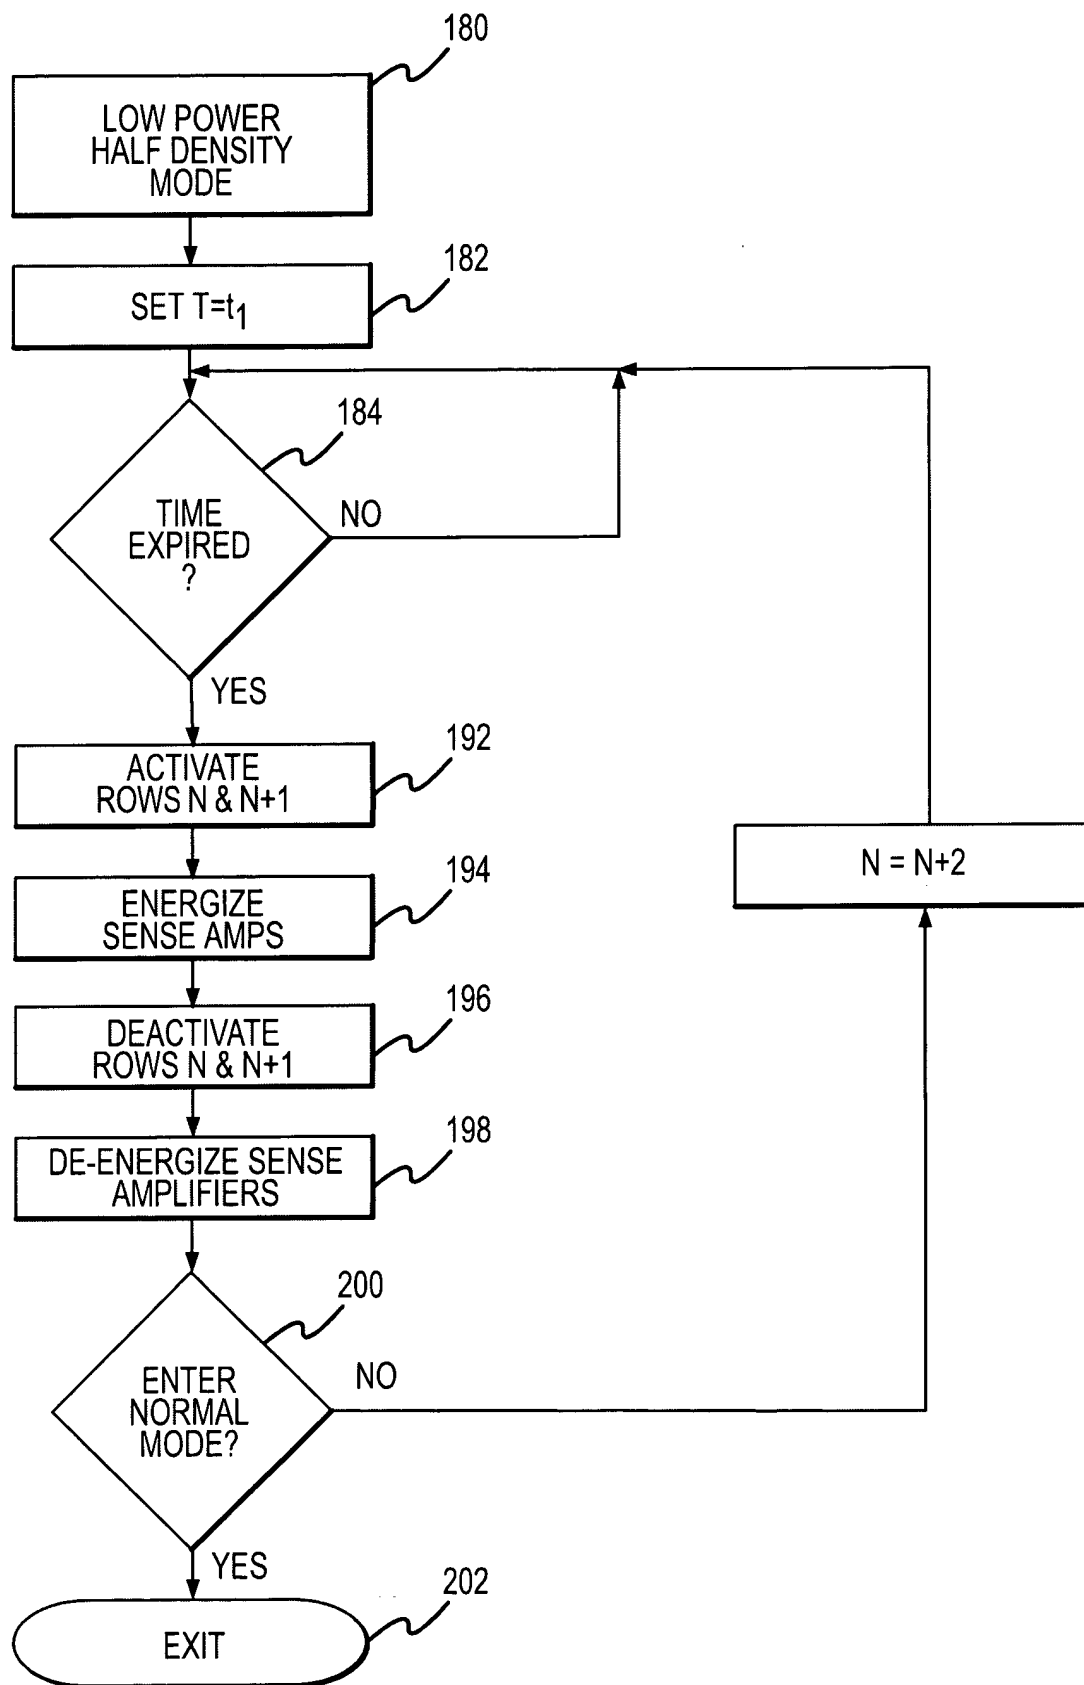 180
LOW POWER
HALF DENSITY
MODE
182
SET T=t1
184
TIME
EXPIRED
?
NO
YES
192
ACTIVATE
ROWS N & N+1
N = N+2
194
ENERGIZE
SENSE AMPS
196
DEACTIVATE
ROWS N & N+1
198
DE-ENERGIZE SENSE
AMPLIFIERS
200
ENTER
NORMAL
MODE?
NO
YES
202
EXIT